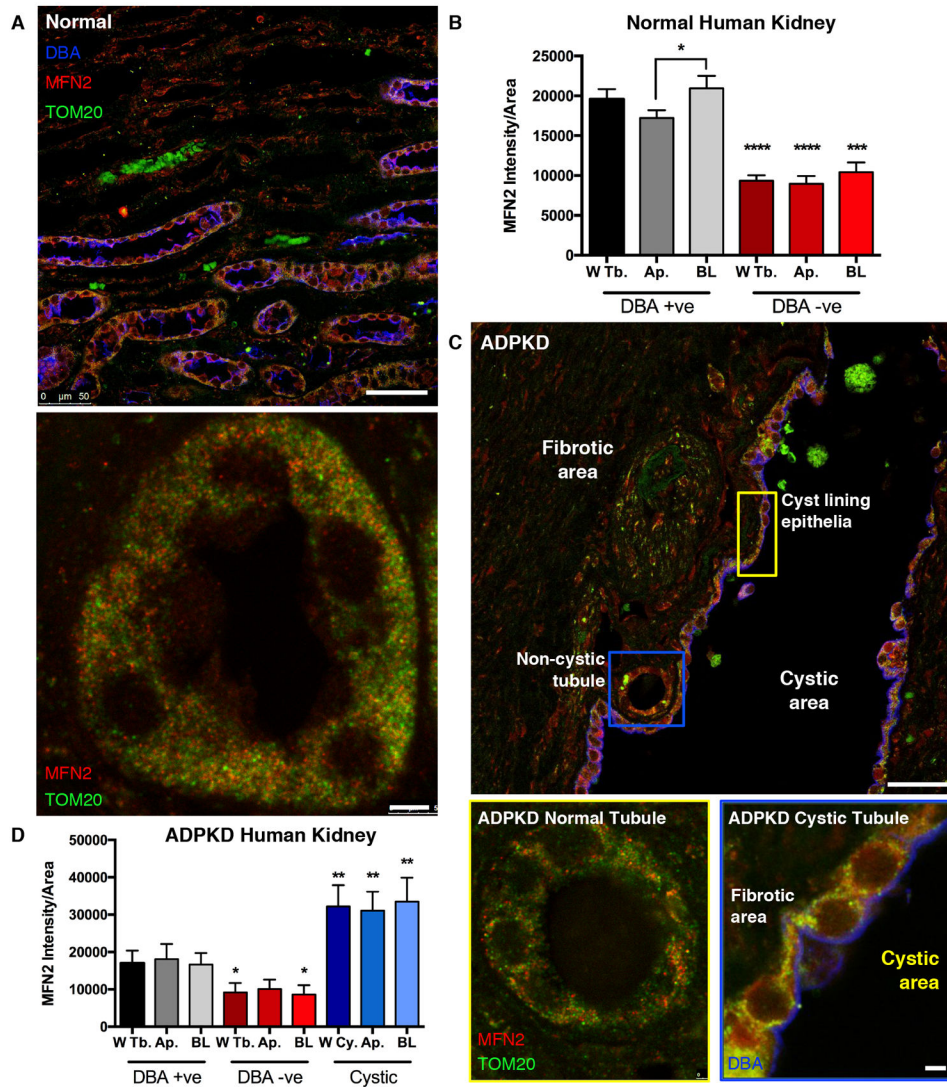 A
Normal
DBA
MFN2
TOM20
0 µm 50
MFN2
TOM20
B
Normal Human Kidney
MFN2 Intensity/Area
25000
20000
15000
10000
5000
0
*
**** **** ***
W Tb. Ap. BL W Tb. Ap. BL
DBA +ve DBA -ve
C
ADPKD
Fibrotic
area
Cyst lining
epithelia
Non-cystic
tubule
Cystic
area
ADPKD Normal Tubule
MFN2
TOM20
ADPKD Cystic Tubule
Fibrotic
area
Cystic
area
DBA
D
ADPKD Human Kidney
MFN2 Intensity/Area
50000
40000
30000
20000
10000
0
* * ** ** **
W Tb. Ap. BL W Tb. Ap. BL W Cy. Ap. BL
DBA +ve DBA -ve Cystic